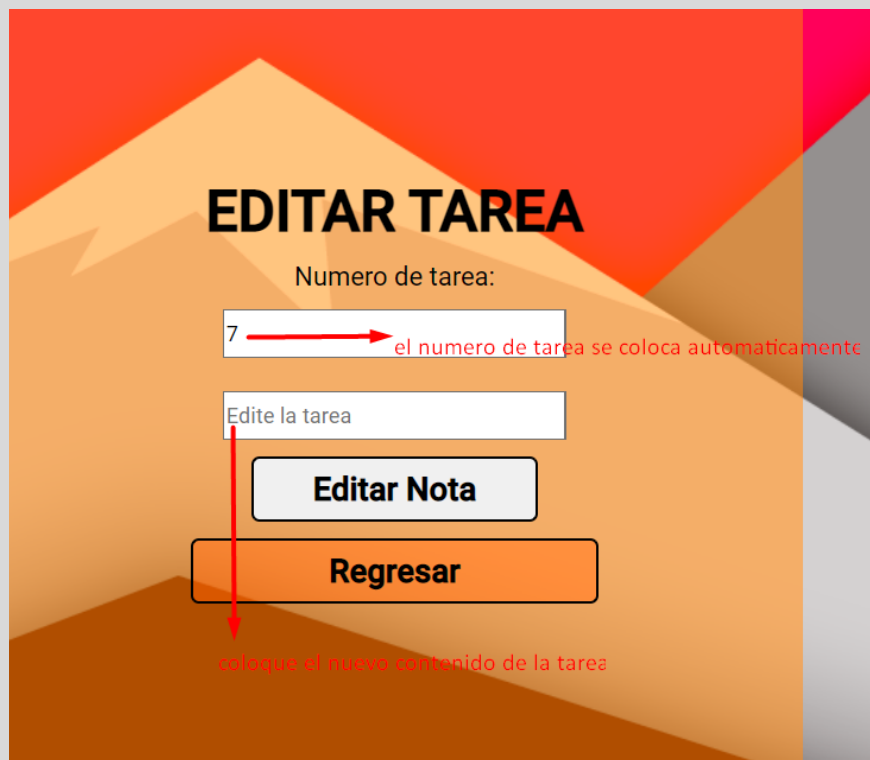 EDITAR TAREA
Numero de tarea:
7
el numero de tarea se coloca automaticamente
Edite la tarea
Editar Nota
Regresar
coloque el nuevo contenido de la tarea